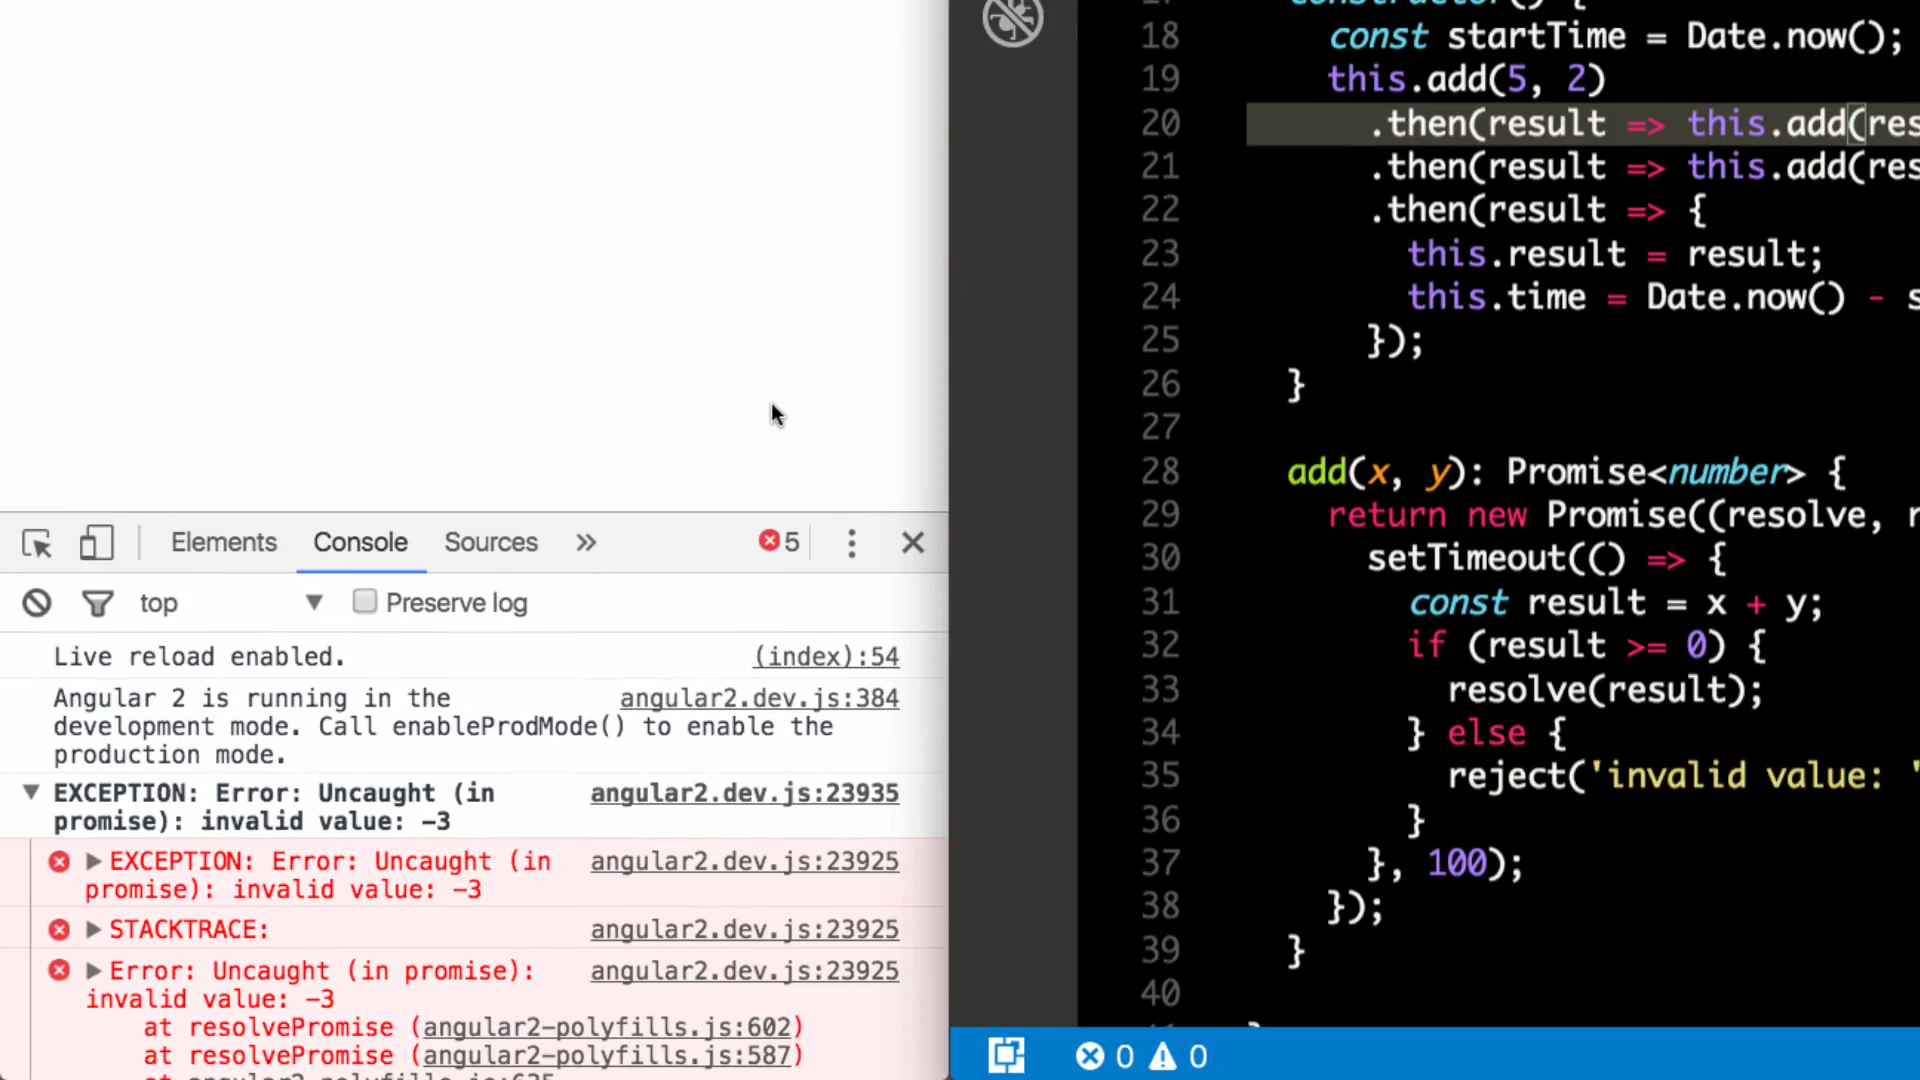 Elements Console Sources » 5
top Preserve log
Live reload enabled. (index):54
Angular 2 is running in the angular2.dev.js:384
development mode. Call enableProdMode() to enable the
production mode.
EXCEPTION: Error: Uncaught (in angular2.dev.js:23935
promise): invalid value: -3
EXCEPTION: Error: Uncaught (in angular2.dev.js:23925
promise): invalid value: -3
STACKTRACE: angular2.dev.js:23925
Error: Uncaught (in promise): angular2.dev.js:23925
invalid value: -3
at resolvePromise (angular2-polyfills.js:602)
at resolvePromise (angular2-polyfills.js:587)
at angular2-polyfills.js:635
17 constructor() {
18 const startTime = Date.now();
19 this.add(5, 2)
20 .then(result => this.add(res
21 .then(result => this.add(res
22 .then(result => {
23 this.result = result;
24 this.time = Date.now() - s
25 });
26 }
27
28 add(x, y): Promise<number> {
29 return new Promise((resolve, r
30 setTimeout(() => {
31 const result = x + y;
32 if (result >= 0) {
33 resolve(result);
34 } else {
35 reject('invalid value: '
36 }
37 }, 100);
38 });
39 }
40
0 0